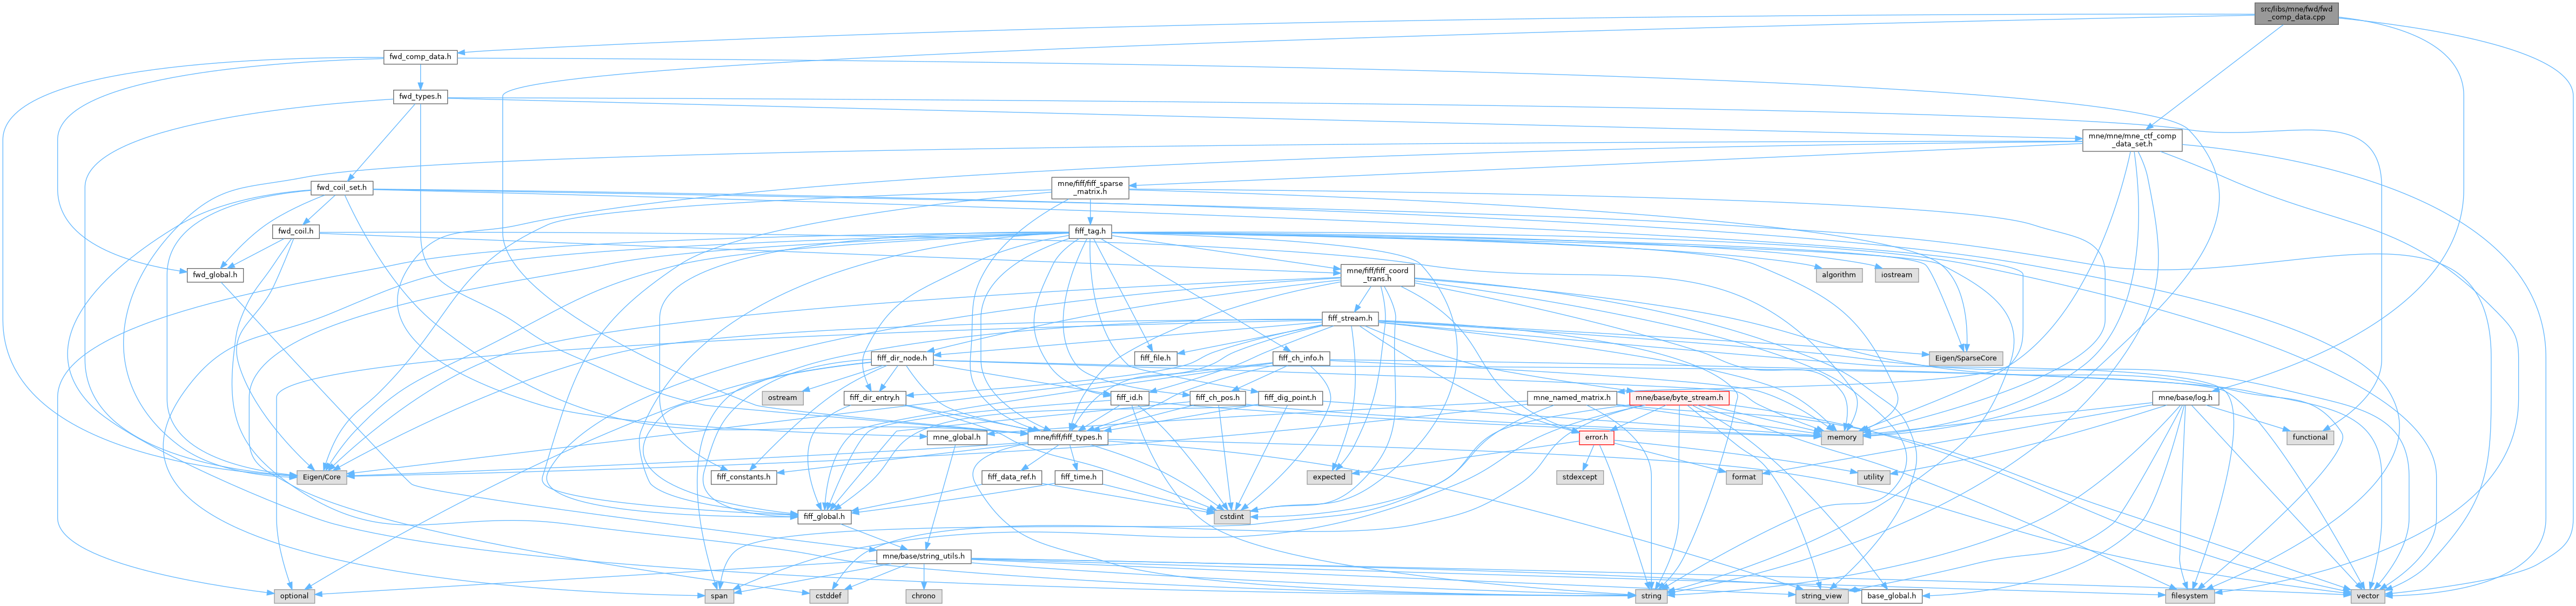 src/libs/mne/fwd/fwd
_comp_data.cpp
fwd_comp_data.h
fwd_types.h
mne/mne/mne_ctf_comp
_data_set.h
fwd_coil_set.h
mne/fiff/fiff_sparse
_matrix.h
fwd_coil.h
fiff_tag.h
fwd_global.h
mne/fiff/fiff_coord
_trans.h
algorithm
iostream
fiff_stream.h
fiff_dir_node.h
fiff_file.h
fiff_ch_info.h
Eigen/SparseCore
ostream
fiff_dir_entry.h
fiff_id.h
fiff_ch_pos.h
fiff_dig_point.h
mne_named_matrix.h
mne/base/byte_stream.h
mne/base/log.h
mne_global.h
mne/fiff/fiff_types.h
error.h
memory
functional
Eigen/Core
fiff_constants.h
fiff_data_ref.h
fiff_time.h
expected
stdexcept
format
utility
fiff_global.h
cstdint
mne/base/string_utils.h
optional
span
cstddef
chrono
string
string_view
base_global.h
filesystem
vector